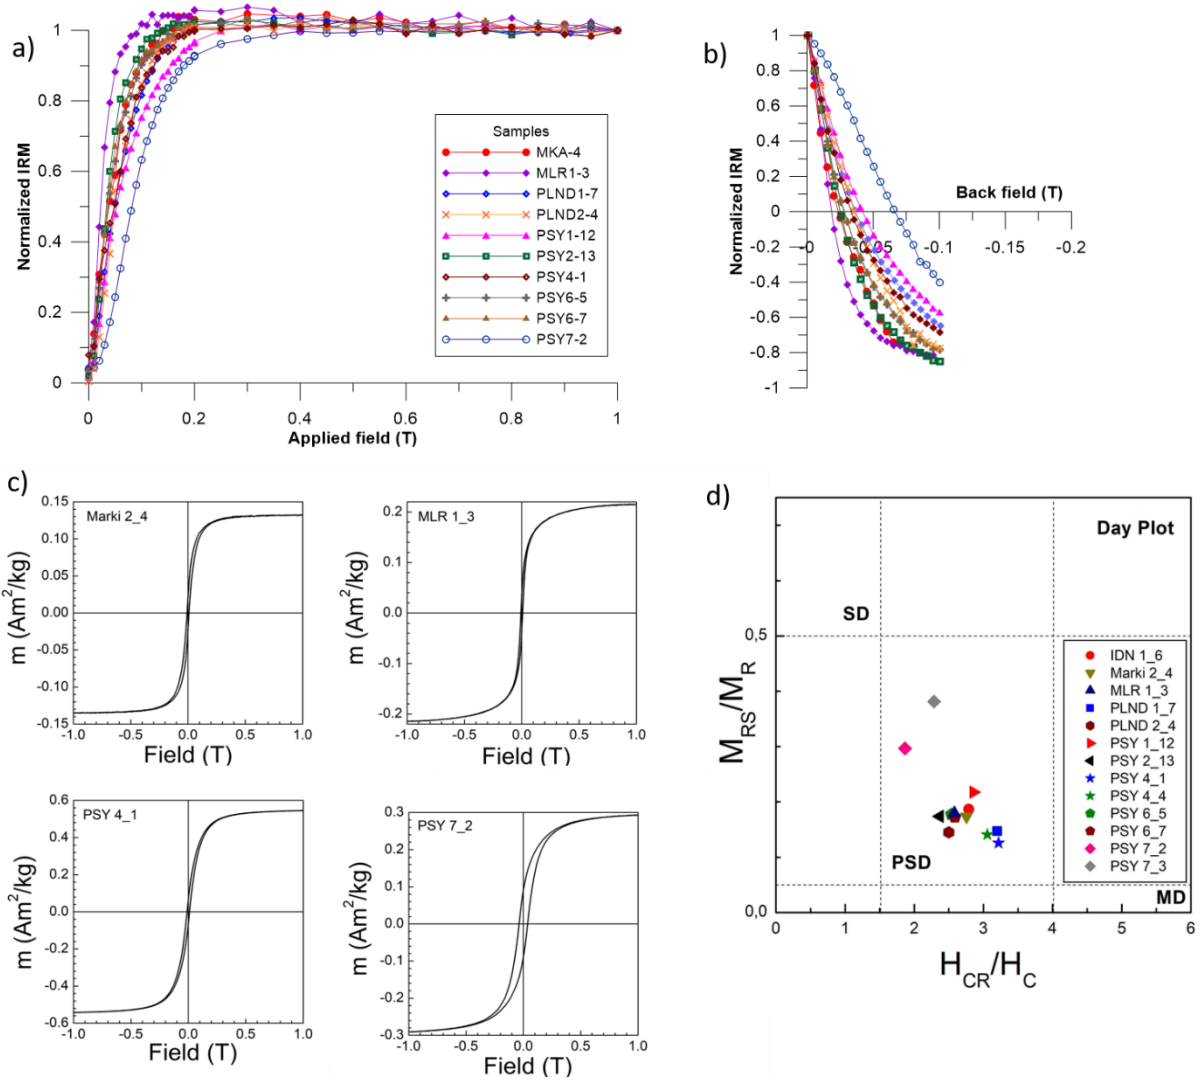 a)
Normalized IRM
1
0.8
0.6
0.4
0.2
0
0 0.2 0.4 0.6 0.8 1
Applied field (T)
Samples
MKA-4
MLR1-3
PLND1-7
PLND2-4
PSY1-12
PSY2-13
PSY4-1
PSY6-5
PSY6-7
PSY7-2
b)
Normalized IRM
1
0.8
0.6
0.4
0.2
0
-0.2
-0.4
-0.6
-0.8
-1
Back field (T)
0 -0.05 -0.1 -0.15 -0.2
c)
Marki 2_4
m (Am²/kg)
0.15
0.10
0.05
0.00
-0.05
-0.10
-0.15
-1.0 -0.5 0.0 0.5 1.0
Field (T)
MLR 1_3
m (Am²/kg)
0.2
0.1
0.0
-0.1
-0.2
-1.0 -0.5 0.0 0.5 1.0
Field (T)
PSY 4_1
m (Am²/kg)
0.6
0.4
0.2
0.0
-0.2
-0.4
-0.6
-1.0 -0.5 0.0 0.5 1.0
Field (T)
PSY 7_2
m (Am²/kg)
0.3
0.2
0.1
0.0
-0.1
-0.2
-0.3
-1.0 -0.5 0.0 0.5 1.0
Field (T)
d)
Day Plot
SD
PSD
MD
M_RS/M_R
0,5
0,0
0 1 2 3 4 5 6
H_CR/H_C
IDN 1_6
Marki 2_4
MLR 1_3
PLND 1_7
PLND 2_4
PSY 1_12
PSY 2_13
PSY 4_1
PSY 4_4
PSY 6_5
PSY 6_7
PSY 7_2
PSY 7_3